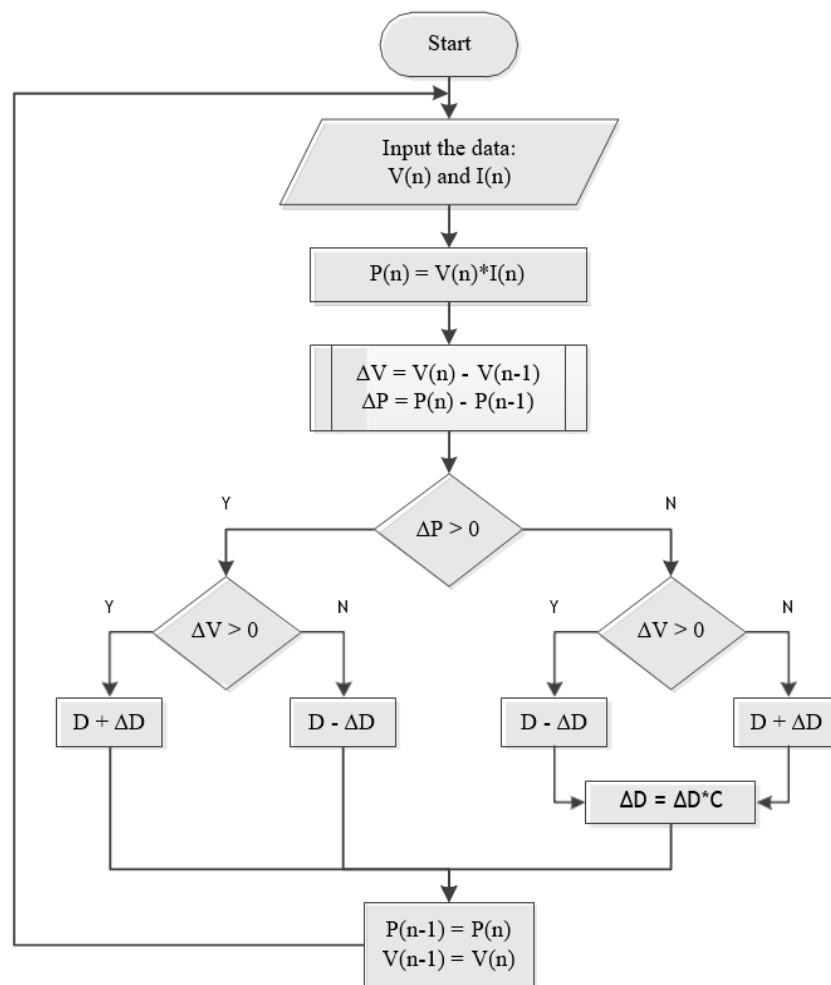 Start
Input the data:
V(n) and I(n)
P(n) = V(n)*I(n)
ΔV = V(n) - V(n-1)
ΔP = P(n) - P(n-1)
Y
N
ΔP > 0
Y
N
Y
N
ΔV > 0
ΔV > 0
D + ΔD
D - ΔD
D - ΔD
D + ΔD
ΔD = ΔD*C
P(n-1) = P(n)
V(n-1) = V(n)